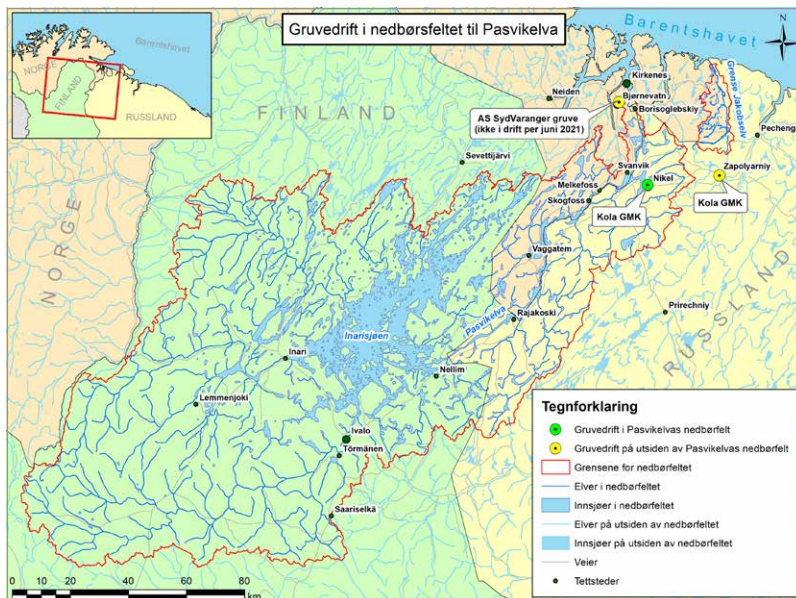 Gruvedrift i nedbørsfeltet til Pasvikelva
Barentshavet
NORGE
FINLAND
RUSSLAND
Barentshavet
N
FINLAND
NORGE
RUSSLAND
Kirkenes
Neiden
Bjørnevatn
Borisoglebskiy
Grense Jakobselv
AS SydVaranger gruve
(ikke i drift per juni 2021)
Pechenga
Sevettijärvi
Svanvik
Zapolyarniy
Melkefoss
Nikel
Skogfoss
Kola GMK
Kola GMK
Vaggatem
Pasvikelva
Rajakoski
Prirechniy
Inarisjøen
Inari
Nellim
Lemmenjoki
Ivalo
Törmänen
Saariselkä
Tegnforklaring
Gruvedrift i Pasvikelvas nedbørfelt
Gruvedrift på utsiden av Pasvikelvas nedbørfelt
Grensene for nedbørfeltet
Elver i nedbørfeltet
Innsjøer i nedbørfeltet
Elver på utsiden av nedbørfeltet
Innsjøer på utsiden av nedbørfeltet
Veier
Tettsteder
0 10 20 40 60 80
km